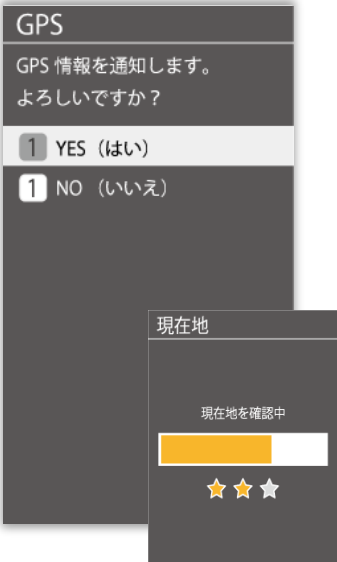 GPS
GPS 情報を通知します。
よろしいですか？
1 YES（はい）
1 NO （いいえ）
現在地
現在地を確認中